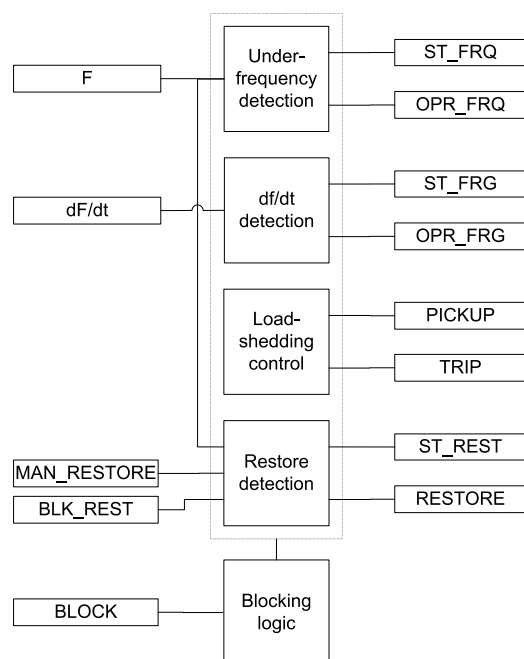 F
Under-
frequency
detection
ST_FRQ
OPR_FRQ
dF/dt
df/dt
detection
ST_FRG
OPR_FRG
Load-
shedding
control
PICKUP
TRIP
MAN_RESTORE
BLK_REST
Restore
detection
ST_REST
RESTORE
BLOCK
Blocking
logic